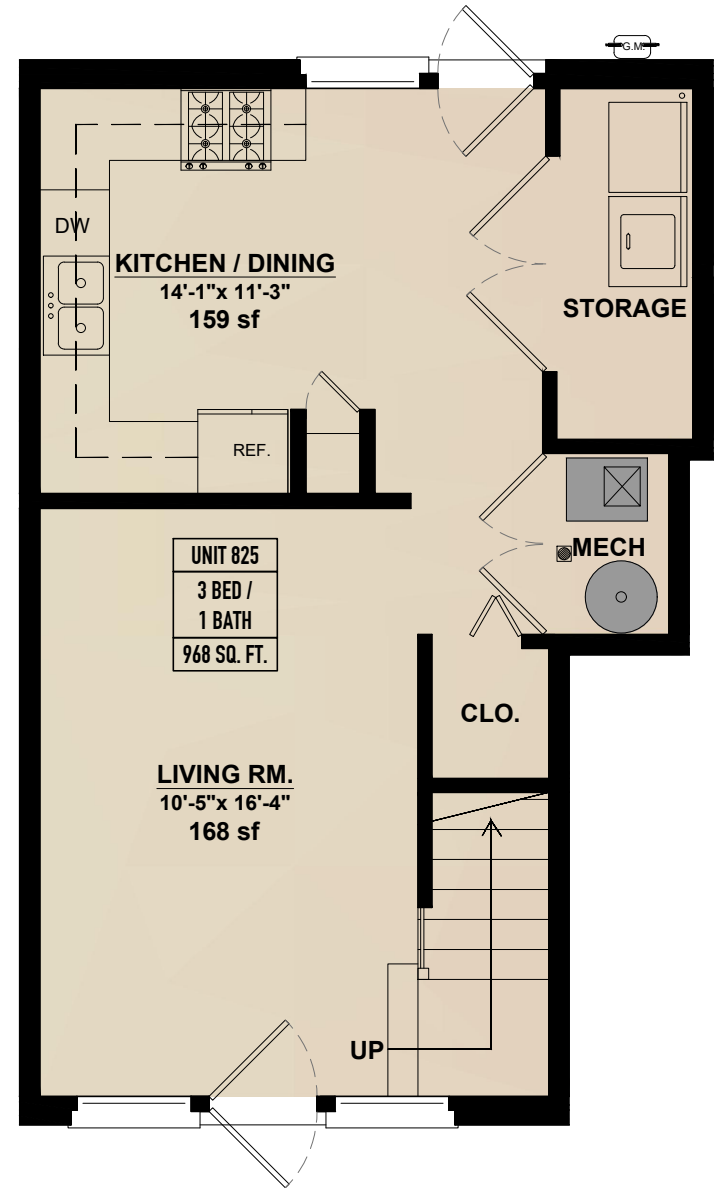 G.M.
DW
KITCHEN / DINING
14'-1"x 11'-3"
159 sf
STORAGE
REF.
UNIT 825
3 BED /
1 BATH
968 SQ. FT.
MECH
CLO.
LIVING RM.
10'-5"x 16'-4"
168 sf
UP